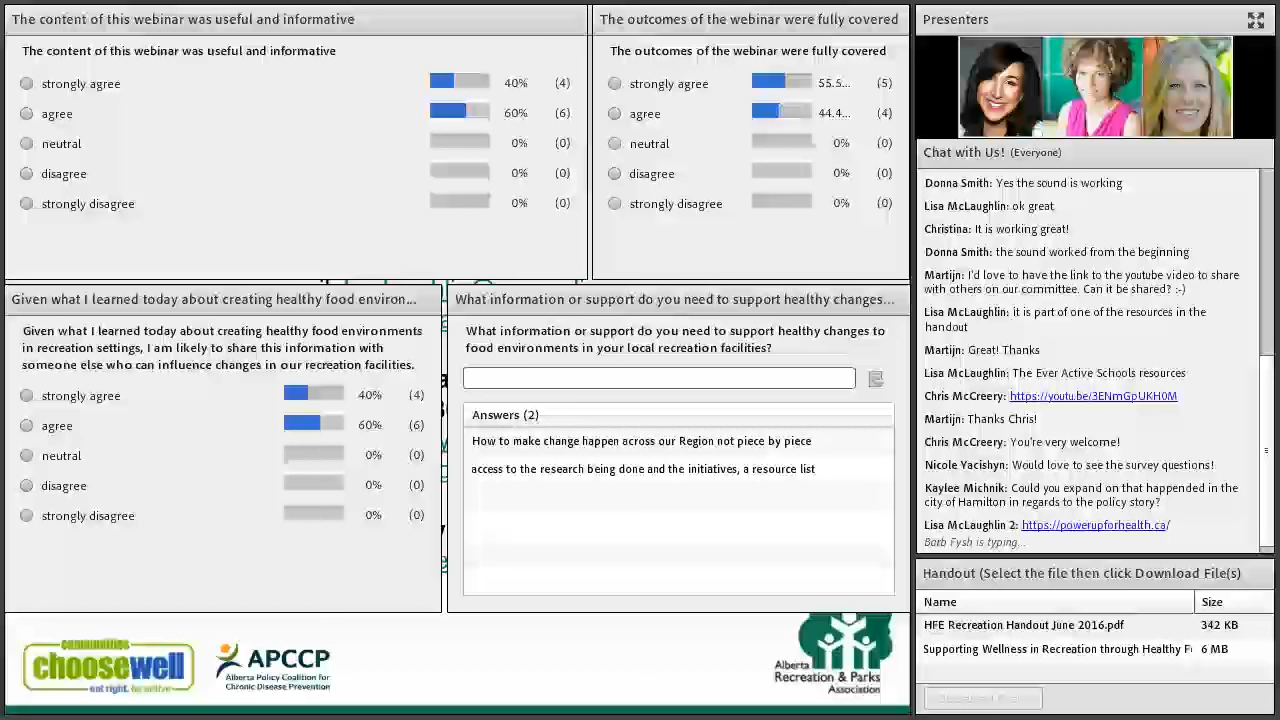 The content of this webinar was useful and informative
The content of this webinar was useful and informative
strongly agree 40% (4)
agree 60% (6)
neutral 0% (0)
disagree 0% (0)
strongly disagree 0% (0)
The outcomes of the webinar were fully covered
The outcomes of the webinar were fully covered
strongly agree 55.5... (5)
agree 44.4... (4)
neutral 0% (0)
disagree 0% (0)
strongly disagree 0% (0)
Given what I learned today about creating healthy food environ...
Given what I learned today about creating healthy food environments
in recreation settings, I am likely to share this information with
someone else who can influence changes in our recreation facilities.
strongly agree 40% (4)
agree 60% (6)
neutral 0% (0)
disagree 0% (0)
strongly disagree 0% (0)
What information or support do you need to support healthy changes...
What information or support do you need to support healthy changes to
food environments in your local recreation facilities?
Answers (2)
How to make change happen across our Region not piece by piece
access to the research being done and the initiatives, a resource list
communities
choosewell
eat right. be active.
APCCP
Alberta Policy Coalition for
Chronic Disease Prevention
Alberta
Recreation & Parks
Association
Presenters
Chat with Us! (Everyone)
Donna Smith: Yes the sound is working
Lisa McLaughlin: ok great
Christina: It is working great!
Donna Smith: the sound worked from the beginning
Martijn: I'd love to have the link to the youtube video to share
with others on our committee. Can it be shared? :-)
Lisa McLaughlin: it is part of one of the resources in the
handout
Martijn: Great! Thanks
Lisa McLaughlin: The Ever Active Schools resources
Chris McCreery: https://youtu.be/3ENmGpUKH0M
Martijn: Thanks Chris!
Chris McCreery: You're very welcome!
Nicole Yacishyn: Would love to see the survey questions!
Kaylee Michnik: Could you expand on that happended in the
city of Hamilton in regards to the policy story?
Lisa McLaughlin 2: https://powerupforhealth.ca/
Barb Fysh is typing...
Handout (Select the file then click Download File(s)
Name Size
HFE Recreation Handout June 2016.pdf 342 KB
Supporting Wellness in Recreation through Healthy F 6 MB